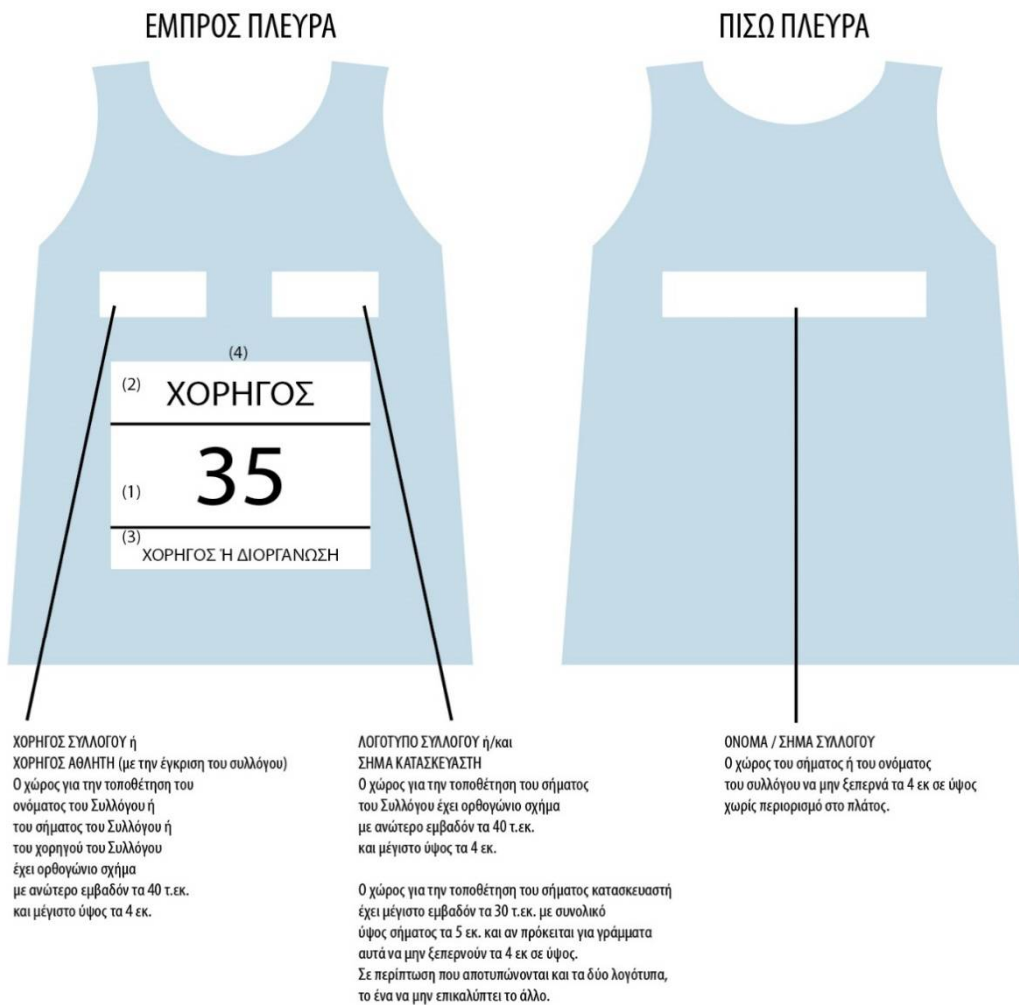 ΕΜΠΡΟΣ ΠΛΕΥΡΑ
ΠΙΣΩ ΠΛΕΥΡΑ
(4)
(2) ΧΟΡΗΓΟΣ
(1) 35
(3)
ΧΟΡΗΓΟΣ Ή ΔΙΟΡΓΑΝΩΣΗ
ΧΟΡΗΓΟΣ ΣΥΛΛΟΓΟΥ ή
ΧΟΡΗΓΟΣ ΑΘΛΗΤΗ (με την έγκριση του συλλόγου)
Ο χώρος για την τοποθέτηση του
ονόματος του Συλλόγου ή
του σήματος του Συλλόγου ή
του χορηγού του Συλλόγου
έχει ορθογώνιο σχήμα
με ανώτερο εμβαδόν τα 40 τ.εκ.
και μέγιστο ύψος τα 4 εκ.
ΛΟΓΟΤΥΠΟ ΣΥΛΛΟΓΟΥ ή/και
ΣΗΜΑ ΚΑΤΑΣΚΕΥΑΣΤΗ
Ο χώρος για την τοποθέτηση του σήματος
του Συλλόγου έχει ορθογώνιο σχήμα
με ανώτερο εμβαδόν τα 40 τ.εκ.
και μέγιστο ύψος τα 4 εκ.
Ο χώρος για την τοποθέτηση του σήματος κατασκευαστή
έχει μέγιστο εμβαδόν τα 30 τ.εκ. με συνολικό
ύψος σήματος τα 5 εκ. και αν πρόκειται για γράμματα
αυτά να μην ξεπερνούν τα 4 εκ σε ύψος.
Σε περίπτωση που αποτυπώνονται και τα δύο λογότυπα,
το ένα να μην επικαλύπτει το άλλο.
ΟΝΟΜΑ / ΣΗΜΑ ΣΥΛΛΟΓΟΥ
Ο χώρος του σήματος ή του ονόματος
του συλλόγου να μην ξεπερνά τα 4 εκ σε ύψος
χωρίς περιορισμό στο πλάτος.